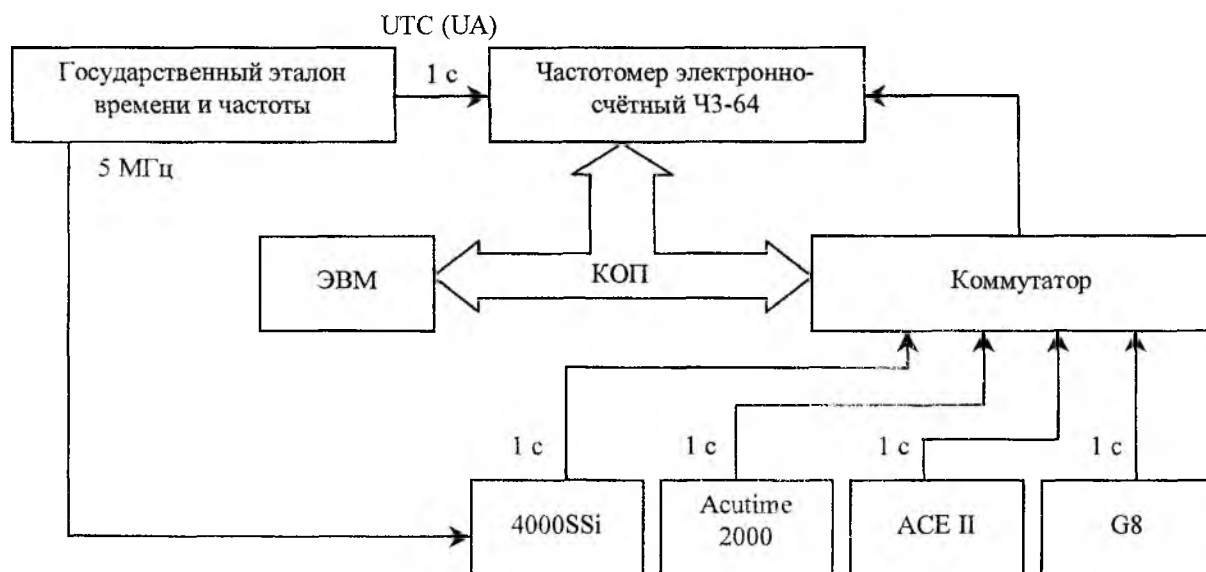 UTC (UA)
Государственный эталон
времени и частоты
1 с
Частотомер электронно-
счётный Ч3-64
5 МГц
ЭВМ
КОП
Коммутатор
1 с
1 с
1 с
1 с
4000SSi
Acutime
2000
ACE II
G8